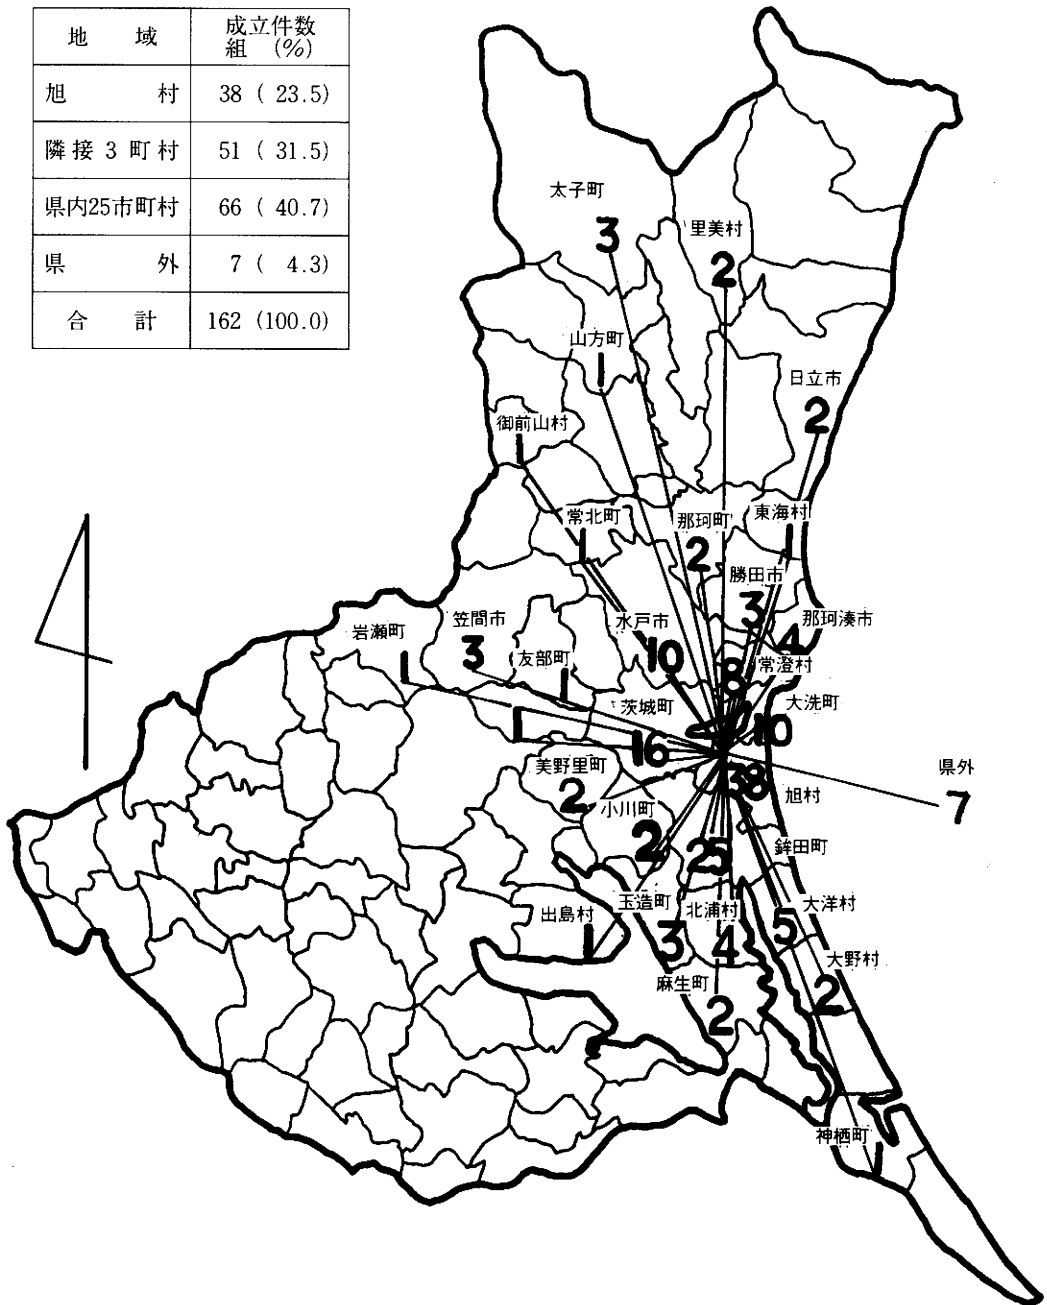 地 域 成立件数
組 (%)
旭 村 38 ( 23.5)
隣接3町村 51 ( 31.5)
県内25市町村 66 ( 40.7)
県 外 7 ( 4.3)
合 計 162 (100.0)
太子町
3
里美村
2
山方町
1
日立市
2
御前山村
1
常北町
1
那珂町
2
東海村
1
勝田市
3
那珂湊市
4
水戸市
10
笠間市
3
岩瀬町
1
友部町
1
常澄村
8
茨城町
16
大洗町
10
1
美野里町
2
県外
7
小川町
2
38
旭村
25
鉾田町
玉造町
3
北浦村
4
大洋村
5
出島村
1
大野村
2
麻生町
2
神栖町
1